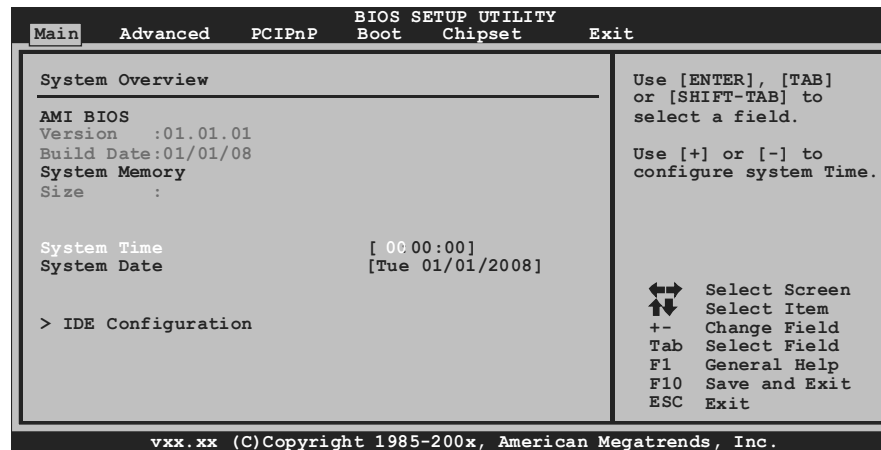 BIOS SETUP UTILITY
Main Advanced PCIPnP Boot Chipset Exit
System Overview
AMI BIOS
Version :01.01.01
Build Date:01/01/08
System Memory
Size :
System Time [ 00 00:00]
System Date [Tue 01/01/2008]
> IDE Configuration
Use [ENTER], [TAB]
or [SHIFT-TAB] to
select a field.
Use [+] or [-] to
configure system Time.
Select Screen
Select Item
+- Change Field
Tab Select Field
F1 General Help
F10 Save and Exit
ESC Exit
vxx.xx (C)Copyright 1985-200x, American Megatrends, Inc.